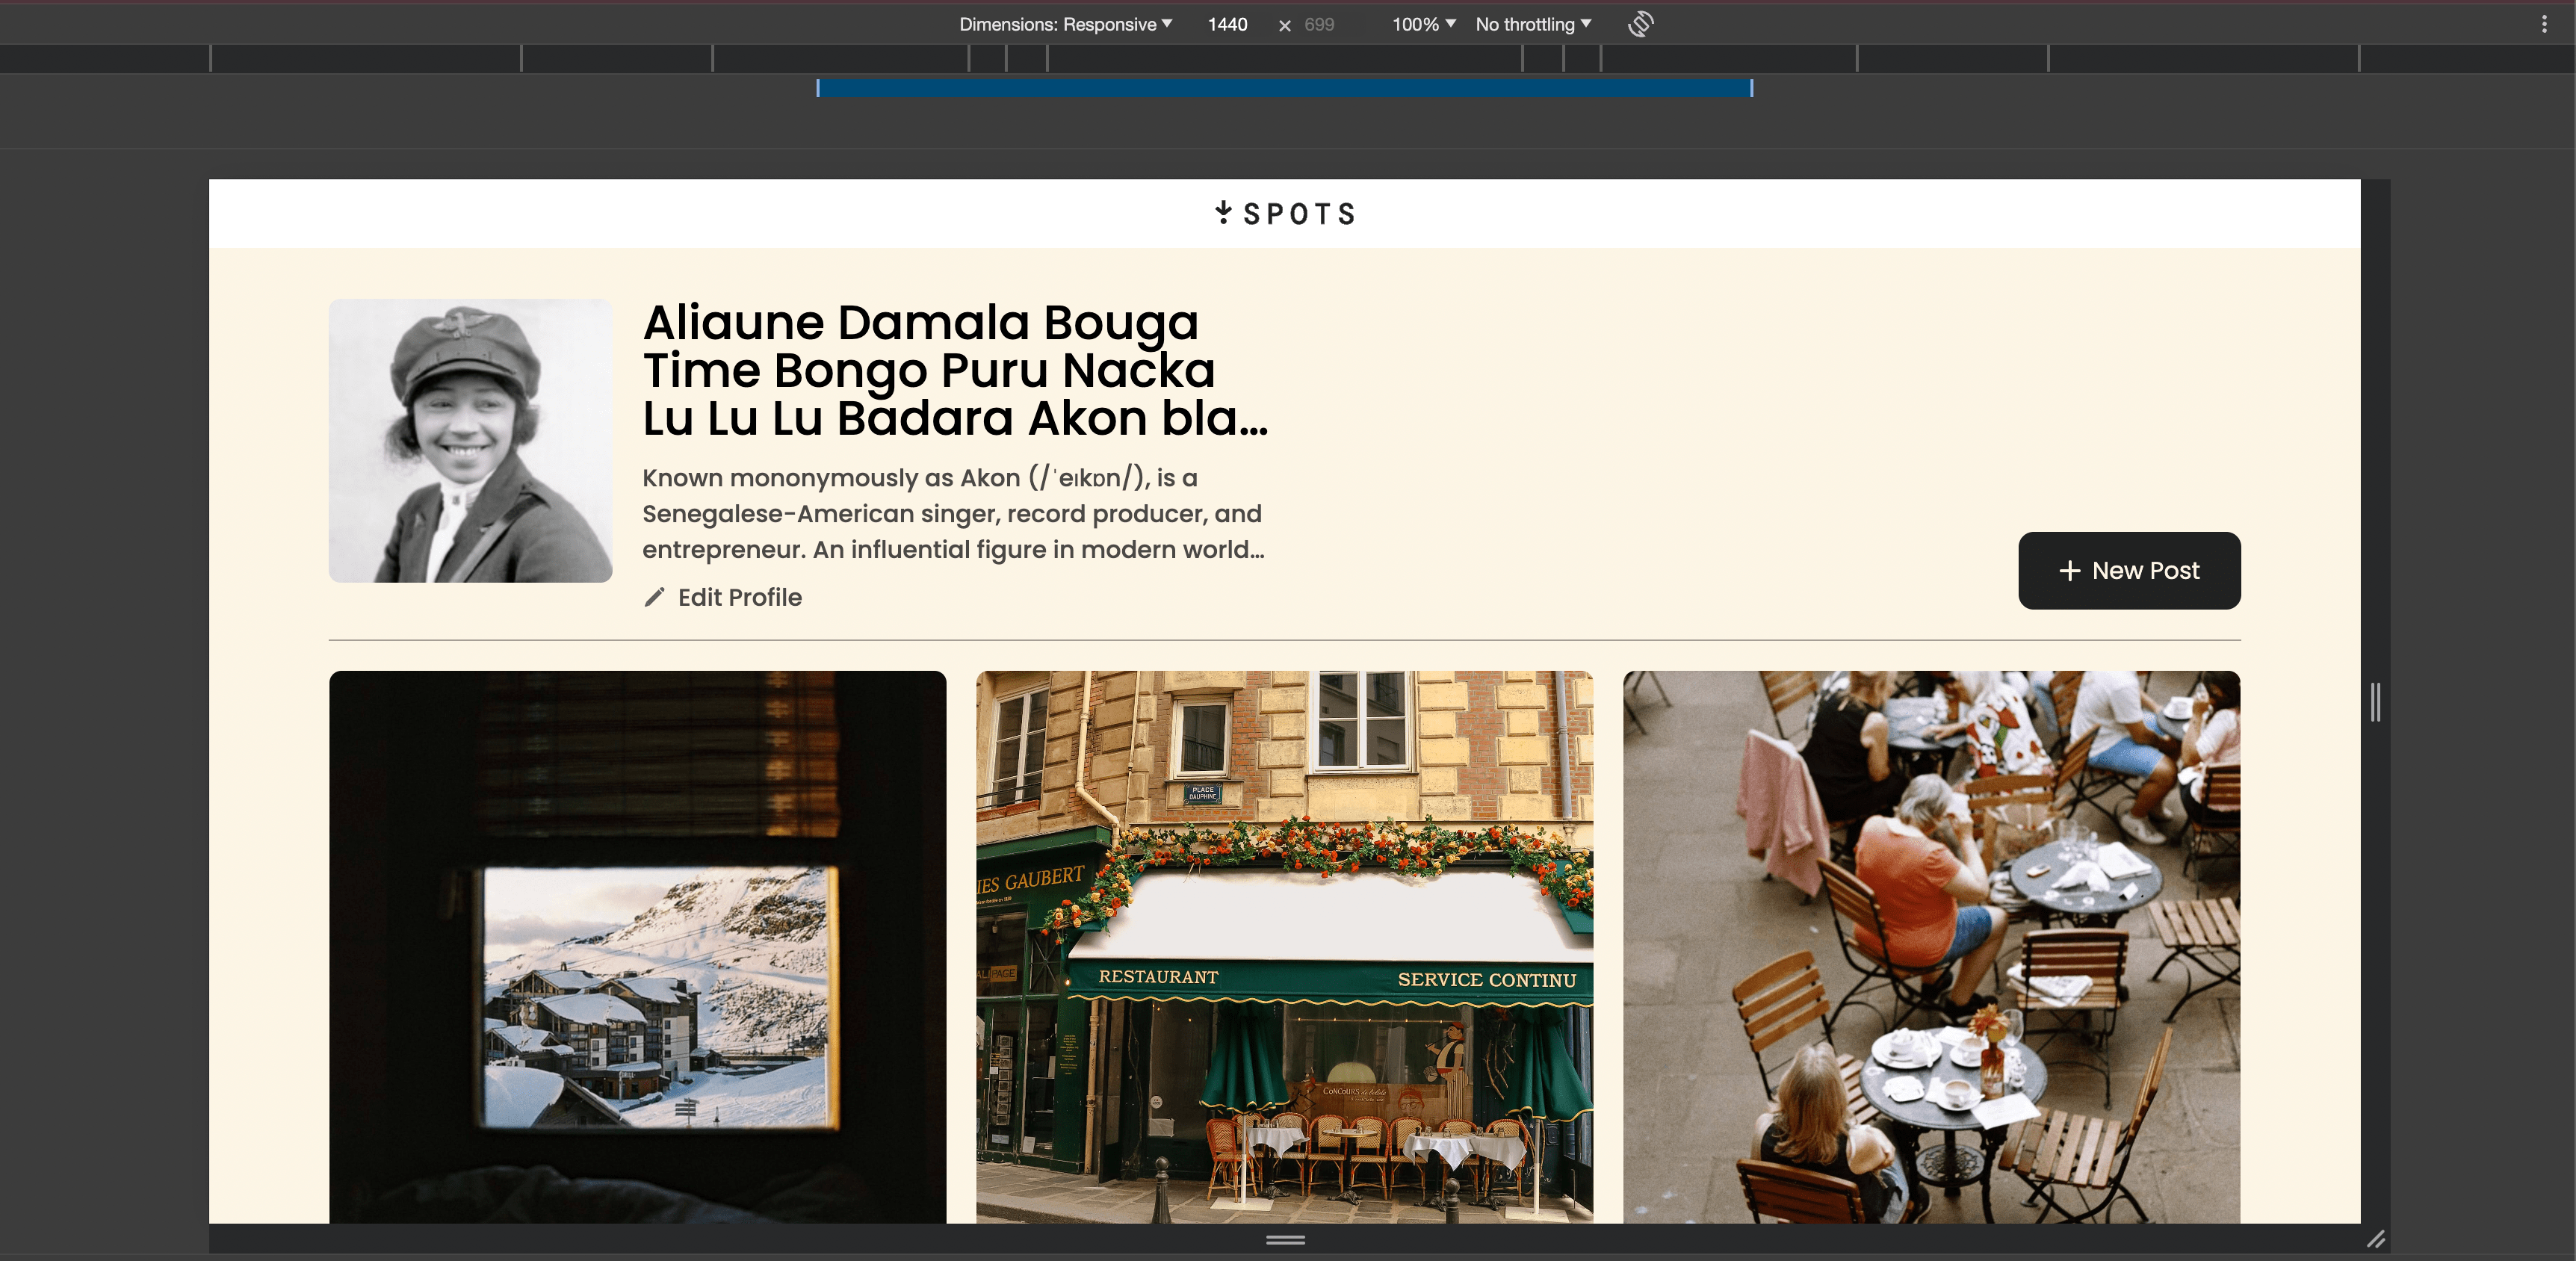 Dimensions: Responsive 1440 × 699 100% No throttling
SPOTS
Aliaune Damala Bouga
Time Bongo Puru Nacka
Lu Lu Lu Badara Akon bla...
Known mononymously as Akon (/ˈeɪkɒn/), is a
Senegalese-American singer, record producer, and
entrepreneur. An influential figure in modern world...
Edit Profile
+ New Post
PLACE
DAUPHINE
IES GAUBERT
PAGE
RESTAURANT SERVICE CONTINU
CONCOURS